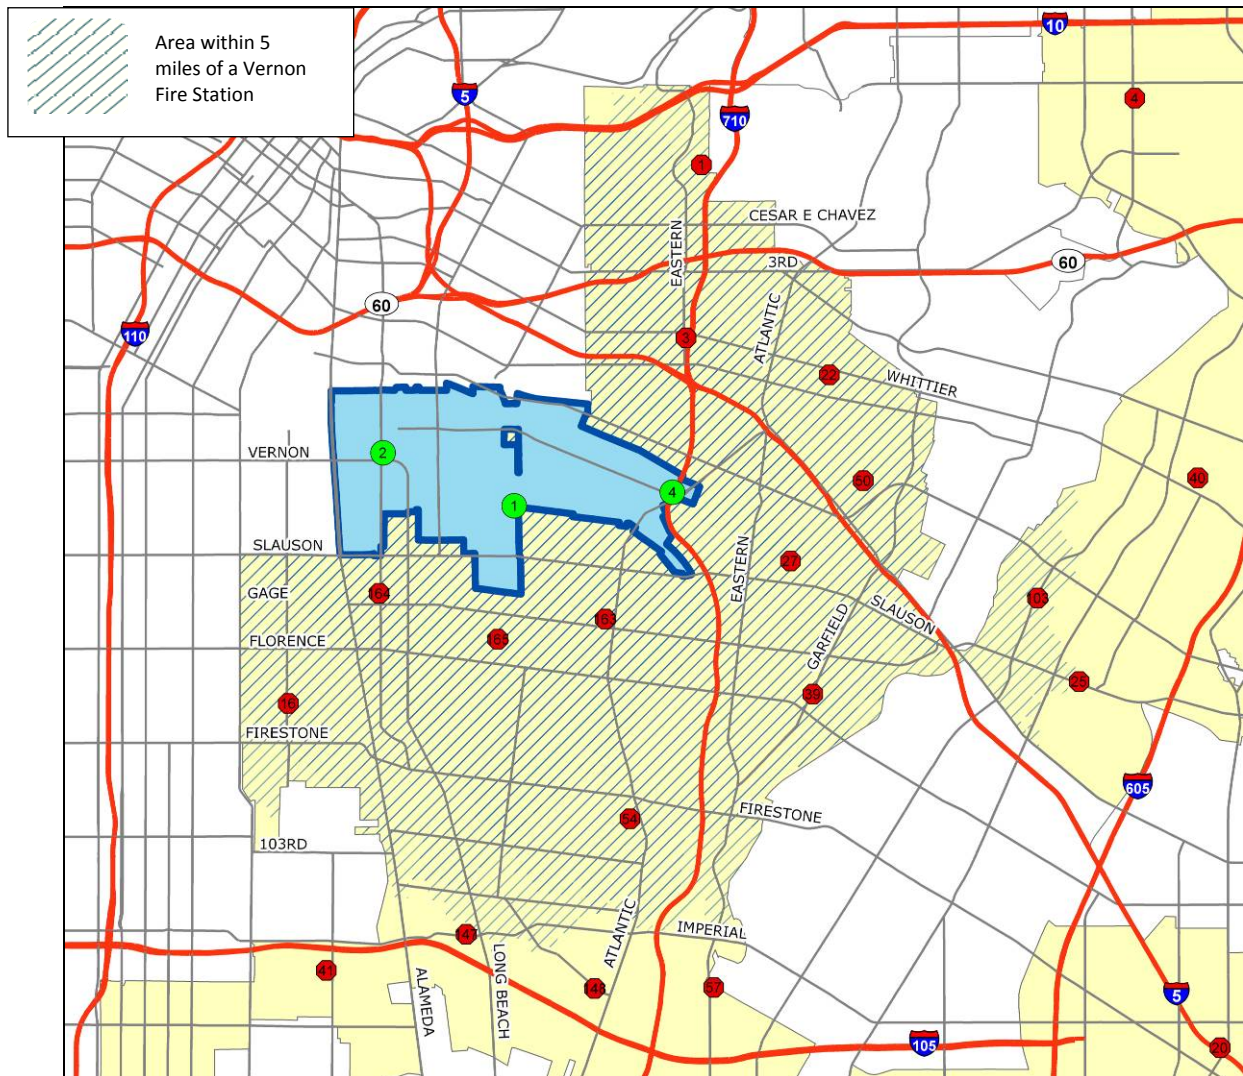 Area within 5
miles of a Vernon
Fire Station
10
5
4
710
1
CESAR E CHAVEZ
EASTERN
3RD
60
60
ATLANTIC
110
3
22
WHITTIER
VERNON
2
50
40
4
1
SLAUSON
27
EASTERN
GAGE
164
103
SLAUSON
163
FLORENCE
165
GARFIELD
25
39
16
FIRESTONE
605
FIRESTONE
54
103RD
ATLANTIC
IMPERIAL
147
41
LONG BEACH
ALAMEDA
148
57
5
105
20